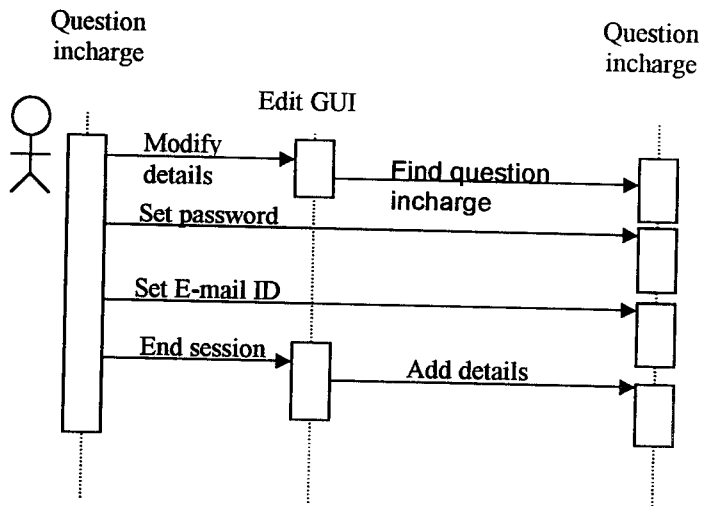 Question
incharge
Question
incharge
Edit GUI
Modify
details
Find question
incharge
Set password
Set E-mail ID
End session
Add details